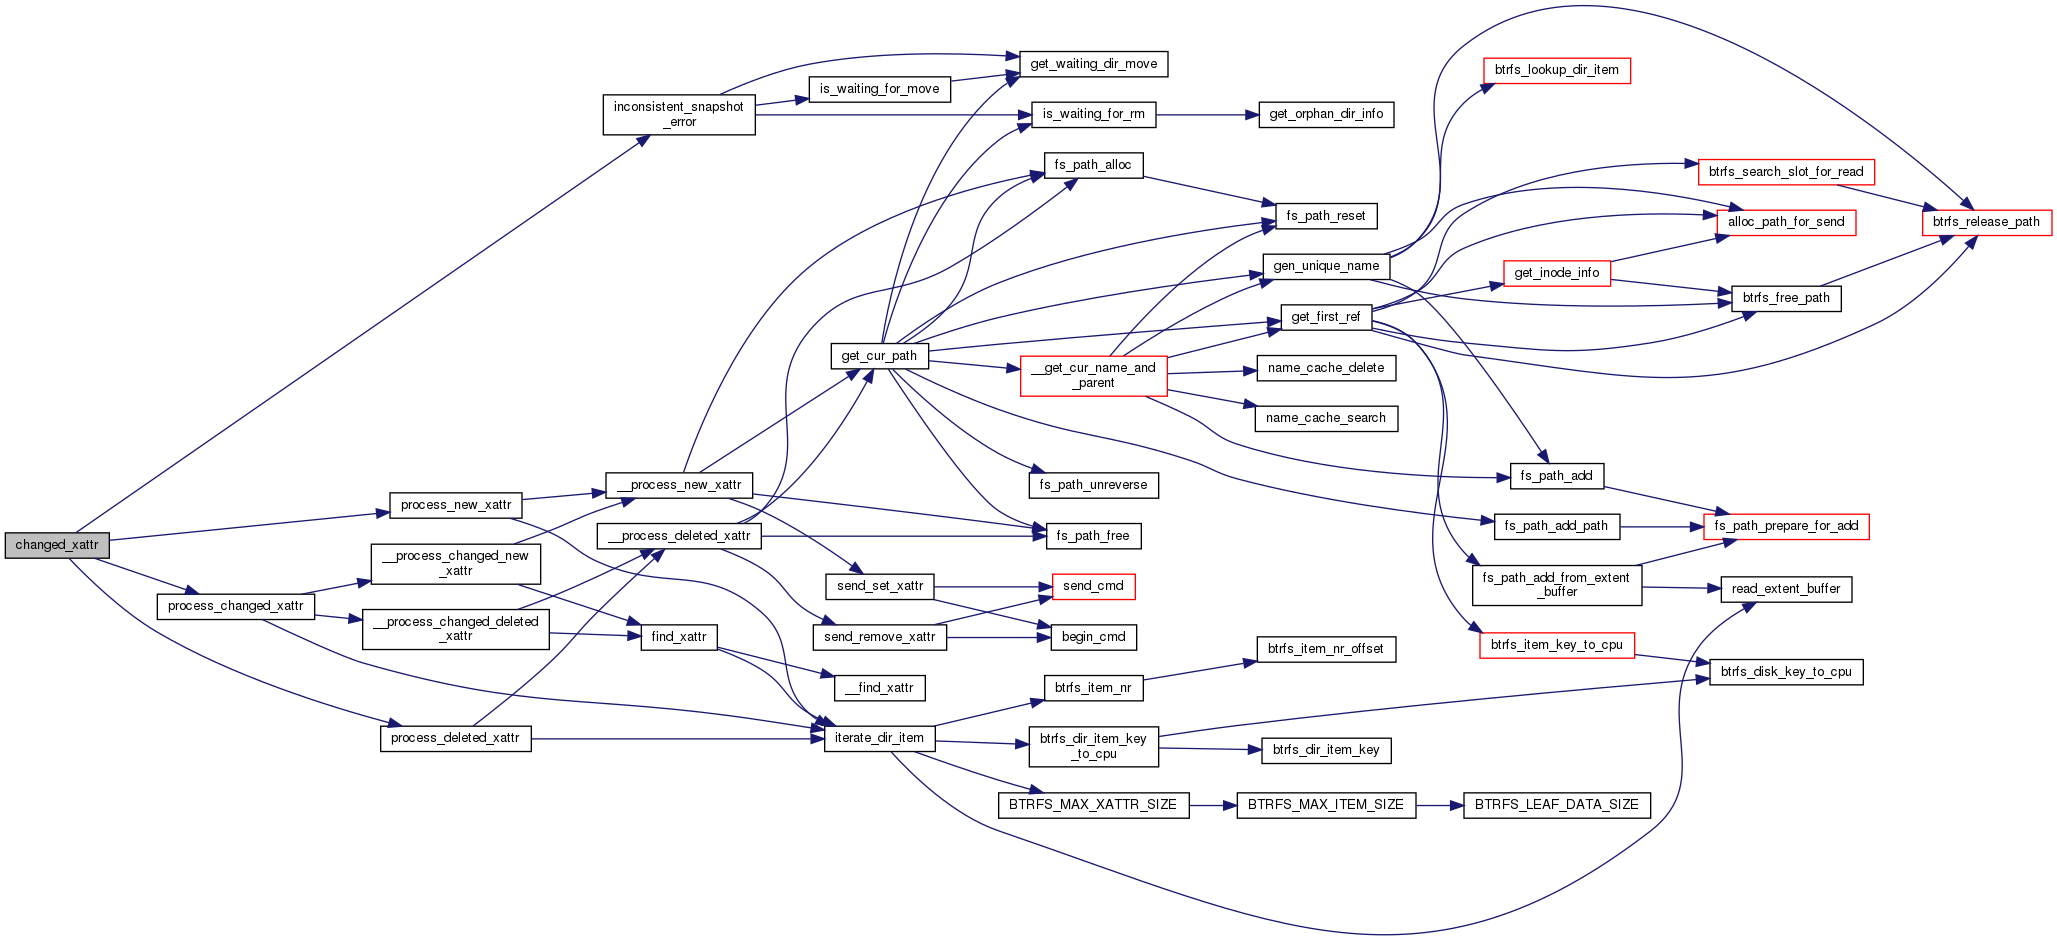 changed_xattr
inconsistent_snapshot
_error
process_new_xattr
process_changed_xattr
__process_changed_new
_xattr
__process_changed_deleted
_xattr
process_deleted_xattr
__process_new_xattr
__process_deleted_xattr
find_xattr
is_waiting_for_move
get_cur_path
send_set_xattr
send_remove_xattr
__find_xattr
iterate_dir_item
get_waiting_dir_move
is_waiting_for_rm
fs_path_alloc
__get_cur_name_and
_parent
fs_path_unreverse
fs_path_free
send_cmd
begin_cmd
btrfs_item_nr
btrfs_dir_item_key
_to_cpu
BTRFS_MAX_XATTR_SIZE
get_orphan_dir_info
fs_path_reset
gen_unique_name
get_first_ref
name_cache_delete
name_cache_search
btrfs_item_nr_offset
btrfs_dir_item_key
BTRFS_MAX_ITEM_SIZE
btrfs_lookup_dir_item
get_inode_info
fs_path_add
fs_path_add_path
fs_path_add_from_extent
_buffer
btrfs_item_key_to_cpu
BTRFS_LEAF_DATA_SIZE
btrfs_search_slot_for_read
alloc_path_for_send
btrfs_free_path
fs_path_prepare_for_add
read_extent_buffer
btrfs_disk_key_to_cpu
btrfs_release_path